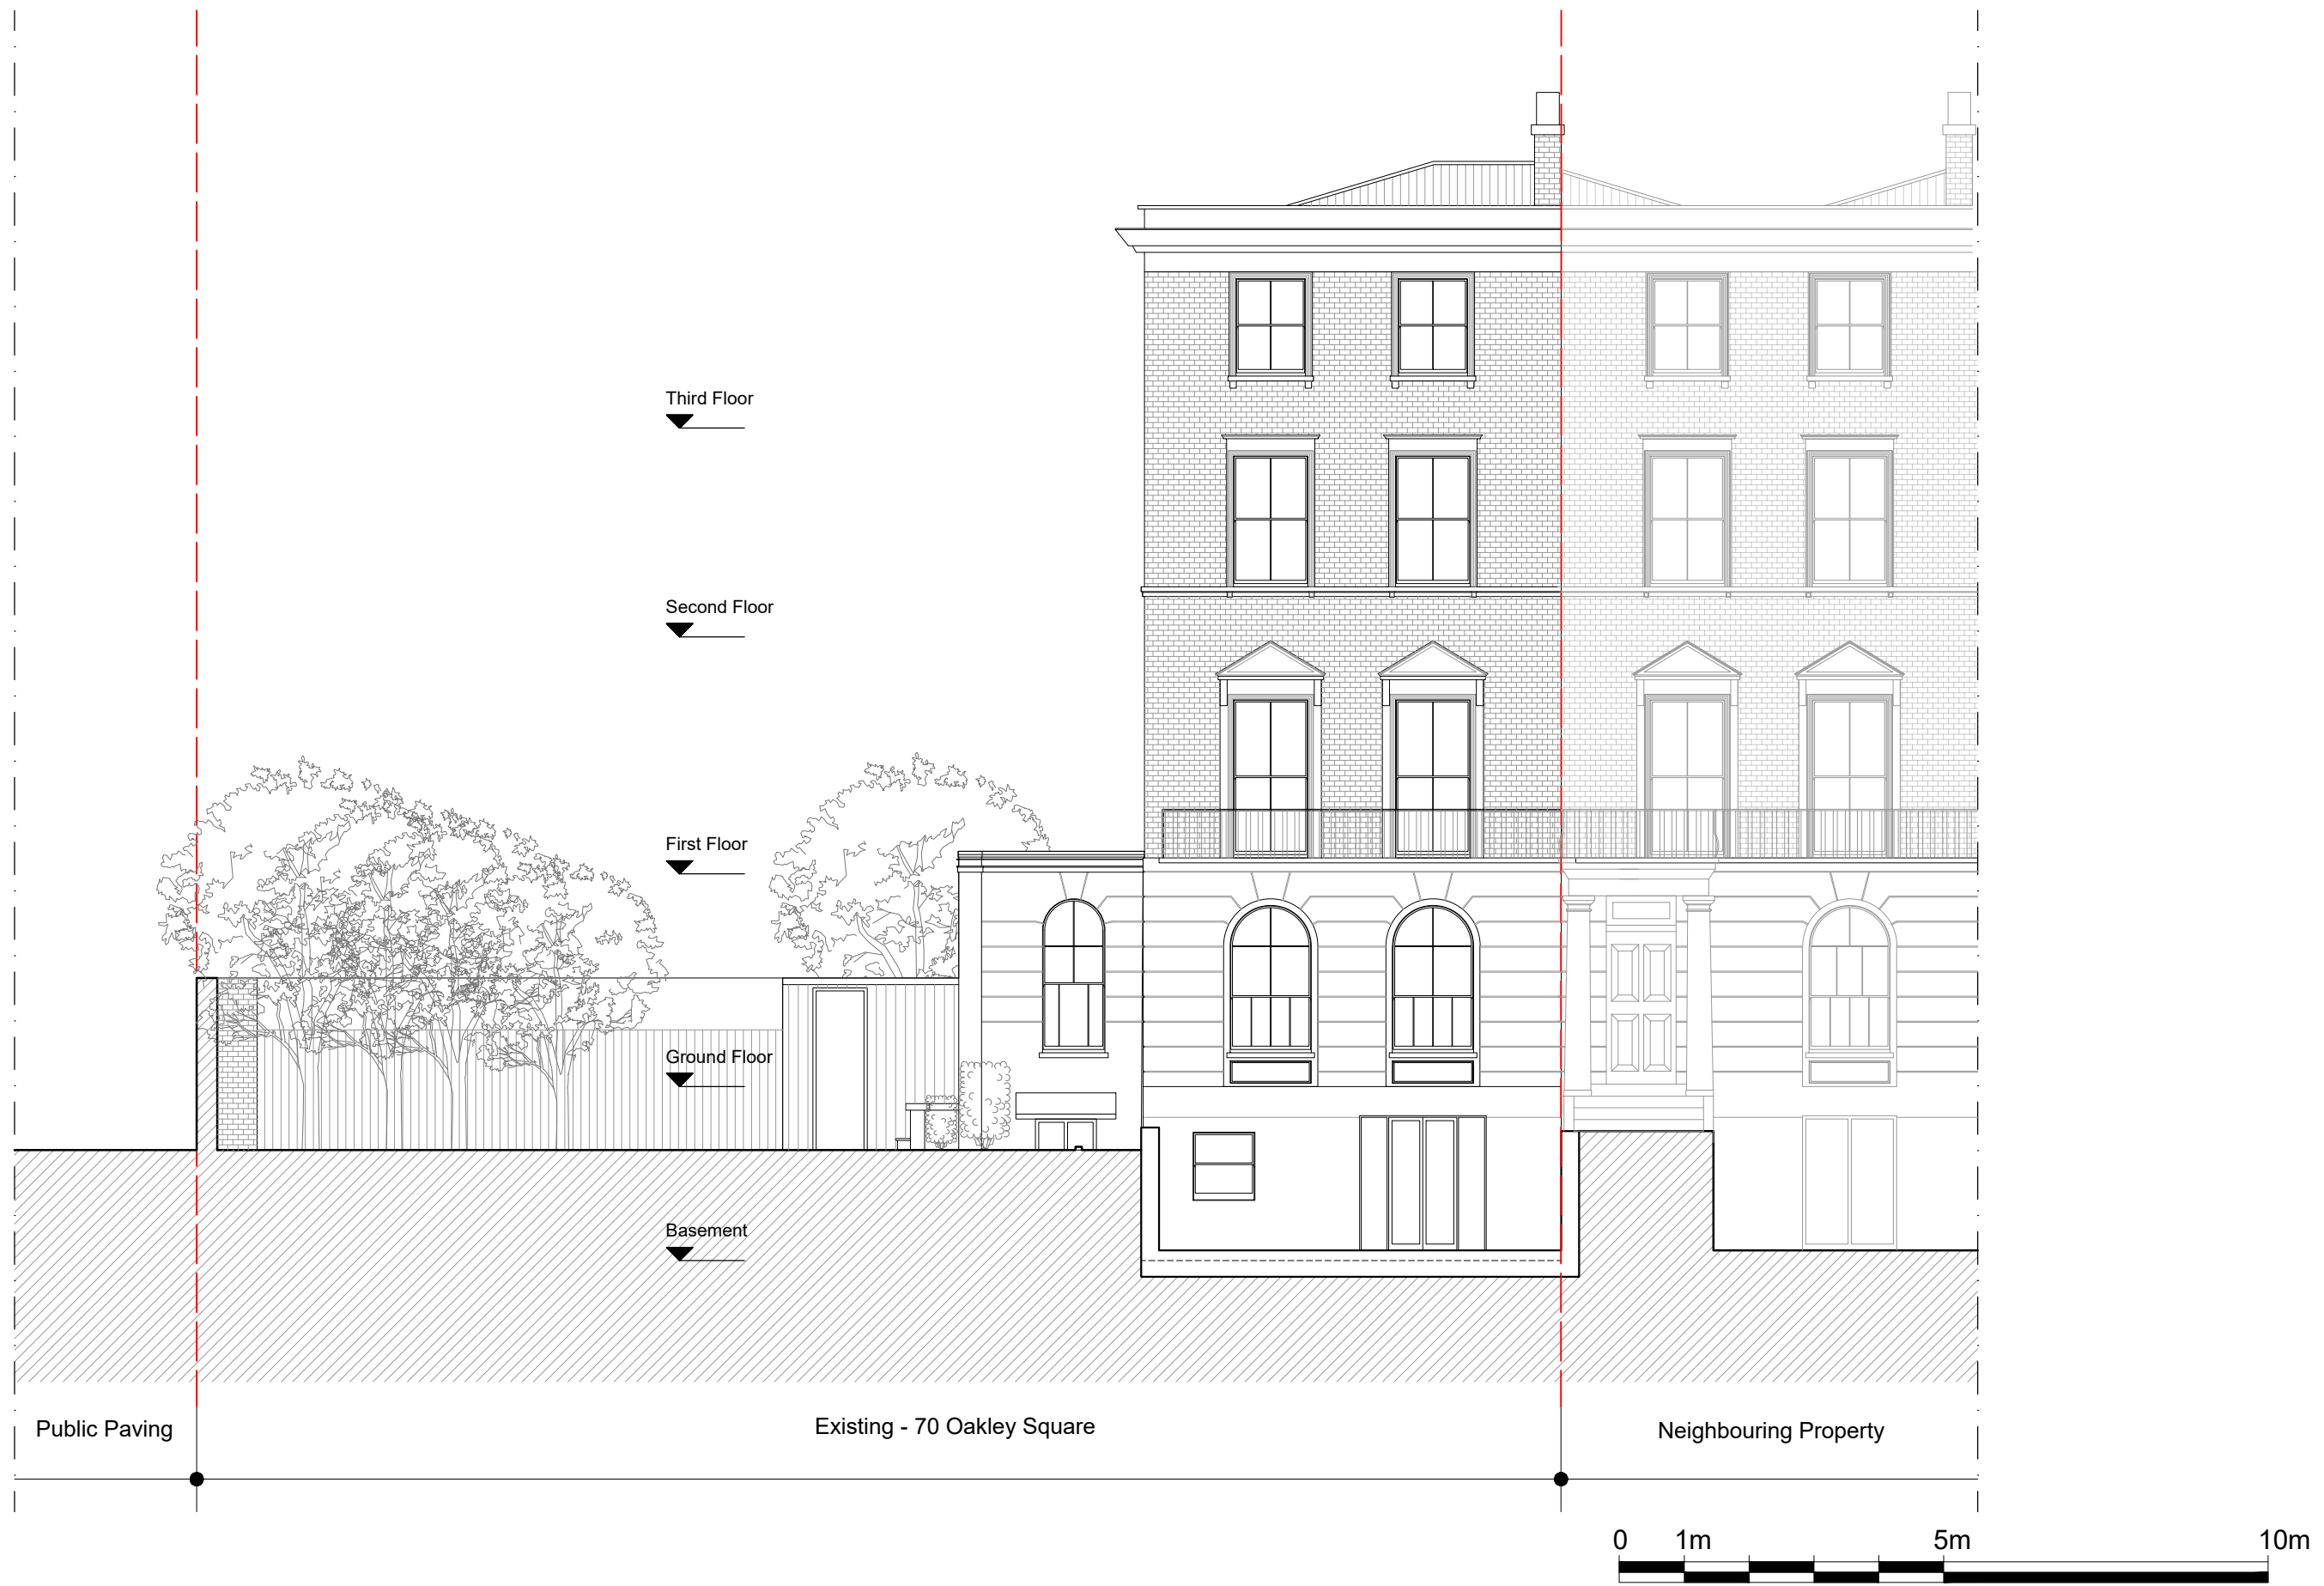 Third Floor
Second Floor
First Floor
Ground Floor
Basement
Public Paving
Existing - 70 Oakley Square
Neighbouring Property
0 1m 5m 10m